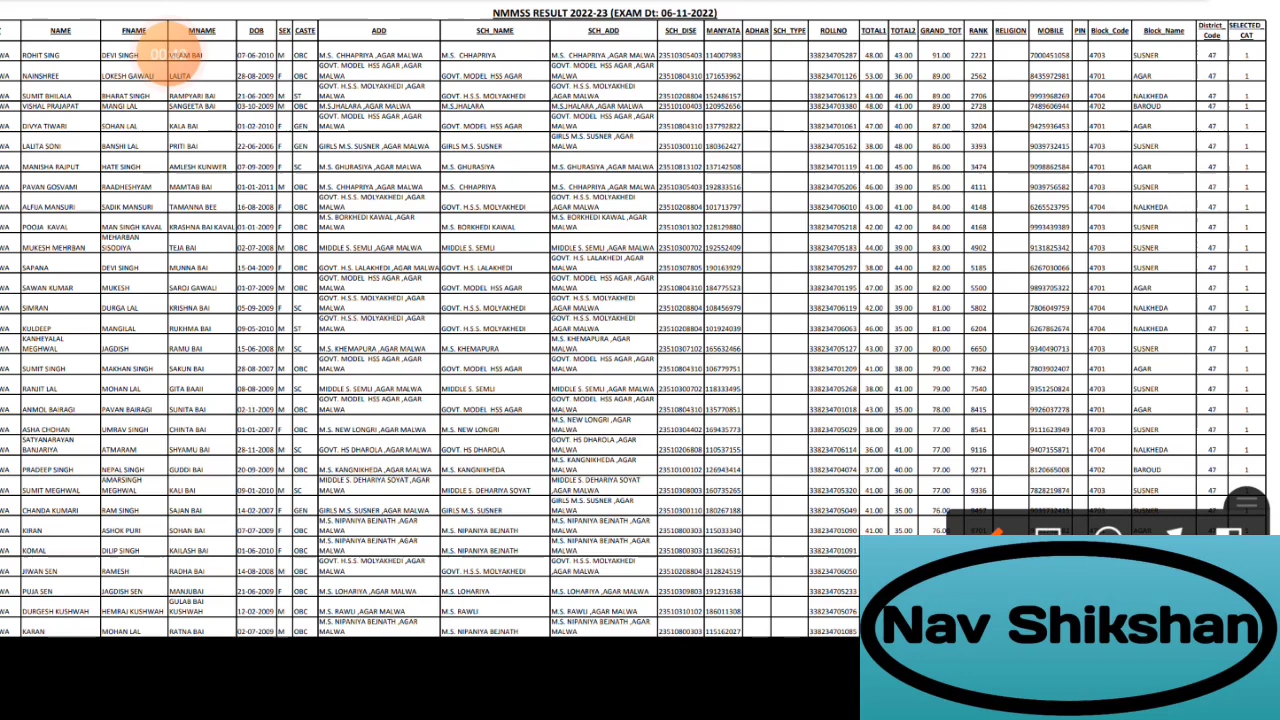 NMMSS RESULT 2022-23 (EXAM Dt: 06-11-2022)
NAME FNAME MNAME DOB SEX CASTE ADD SCH_NAME SCH_ADD SCH_DISE MANYATA ADHAR SCH_TYPE ROLLNO TOTAL1 TOTAL2 GRAND_TOT RANK RELIGION MOBILE PIN Block_Code Block_Name District_Code SELECTED_CAT
WA ROHIT SING DEVI SINGH BAI 07-06-2010 M OBC M.S. CHHAPRIYA ,AGAR MALWA M.S. CHHAPRIYA M.S. CHHAPRIYA ,AGAR MALWA 23510305403 114007983 338234705287 48.00 43.00 91.00 2221 7000451058 4703 SUSNER 47 1
WA NAINSHREE LOKESH GAWALI LALITA 28-08-2009 F OBC GOVT. MODEL HSS AGAR ,AGAR MALWA GOVT. MODEL HSS AGAR GOVT. MODEL HSS AGAR ,AGAR MALWA 23510804310 171653962 338234701126 53.00 36.00 89.00 2562 8435972981 4701 AGAR 47 1
WA SUMIT BHILALA BHARAT SINGH RAMPYARI BAI 21-06-2009 M ST GOVT. H.S.S. MOLYAKHEDI ,AGAR MALWA GOVT. H.S.S. MOLYAKHEDI GOVT. H.S.S. MOLYAKHEDI ,AGAR MALWA 23510208804 152486157 338234706123 46.00 43.00 89.00 2706 9993968269 4704 NALKHEDA 47 1
WA VISHAL PRAJAPAT MANGI LAL SANGEETA BAI 03-10-2009 M OBC M.S.JHALARA ,AGAR MALWA M.S.JHALARA M.S.JHALARA ,AGAR MALWA 23510100403 120952656 338234703380 48.00 41.00 89.00 2728 7489606944 4702 BAROUD 47 1
WA DIVYA TIWARI SOHAN LAL KALA BAI 01-02-2010 F GEN GOVT. MODEL HSS AGAR ,AGAR MALWA GOVT. MODEL HSS AGAR GOVT. MODEL HSS AGAR ,AGAR MALWA 23510804310 137792822 338234701061 47.00 40.00 87.00 3204 9425936453 4701 AGAR 47 1
WA LALITA SONI BANSHI LAL PRITI BAI 22-06-2006 F GEN GIRLS M.S. SUSNER ,AGAR MALWA GIRLS M.S. SUSNER GIRLS M.S. SUSNER ,AGAR MALWA 23510300110 180362427 338234705162 38.00 48.00 86.00 3393 9039732415 4703 SUSNER 47 1
WA MANISHA RAJPUT HATE SINGH AMLESH KUNWER 07-09-2009 F SC M.S. GHURASIYA ,AGAR MALWA M.S. GHURASIYA M.S. GHURASIYA ,AGAR MALWA 23510813102 137142508 338234701119 41.00 45.00 86.00 3474 9098862584 4701 AGAR 47 1
WA PAVAN GOSVAMI RAADHESHYAM MAMTAB BAI 01-01-2011 M OBC M.S. CHHAPRIYA ,AGAR MALWA M.S. CHHAPRIYA M.S. CHHAPRIYA ,AGAR MALWA 23510305403 192833516 338234705206 46.00 39.00 85.00 4111 9039756582 4703 SUSNER 47 1
WA ALFIJA MANSURI SADIK MANSURI TAMANNA BEE 16-08-2008 F OBC GOVT. H.S.S. MOLYAKHEDI ,AGAR MALWA GOVT. H.S.S. MOLYAKHEDI GOVT. H.S.S. MOLYAKHEDI ,AGAR MALWA 23510208804 101713797 338234706010 43.00 41.00 84.00 4148 6265523795 4704 NALKHEDA 47 1
WA POOJA KAVAL MAN SINGH KAVAL KRASHNA BAI KAVAL 01-01-2009 F OBC M.S. BORKHEDI KAWAL ,AGAR MALWA M.S. BORKHEDI KAWAL M.S. BORKHEDI KAWAL ,AGAR MALWA 23510301302 128129880 338234705218 42.00 42.00 84.00 4168 9993439389 4703 SUSNER 47 1
WA MUKESH MEHRBAN MEHARBAN SISODIYA TEJA BAI 02-07-2008 M OBC MIDDLE S. SEMLI ,AGAR MALWA MIDDLE S. SEMLI MIDDLE S. SEMLI ,AGAR MALWA 23510300702 192552409 338234705183 44.00 39.00 83.00 4902 9131825342 4703 SUSNER 47 1
WA SAPANA DEVI SINGH MUNNA BAI 15-04-2009 F OBC GOVT. H.S. LALAKHEDI ,AGAR MALWA GOVT. H.S. LALAKHEDI GOVT. H.S. LALAKHEDI ,AGAR MALWA 23510307805 190163929 338234705297 38.00 44.00 82.00 5185 6267030066 4703 SUSNER 47 1
WA SAWAN KUMAR MUKESH SAROJ GAWALI 01-07-2009 M OBC GOVT. MODEL HSS AGAR ,AGAR MALWA GOVT. MODEL HSS AGAR GOVT. MODEL HSS AGAR ,AGAR MALWA 23510804310 184775523 338234701195 47.00 35.00 82.00 5500 9893705322 4701 AGAR 47 1
WA SIMRAN DURGA LAL KRISHNA BAI 05-09-2009 F SC GOVT. H.S.S. MOLYAKHEDI ,AGAR MALWA GOVT. H.S.S. MOLYAKHEDI GOVT. H.S.S. MOLYAKHEDI ,AGAR MALWA 23510208804 108456979 338234706119 42.00 39.00 81.00 5802 7806049759 4704 NALKHEDA 47 1
WA KULDEEP MANGILAL RUKHMA BAI 09-05-2010 M ST GOVT. H.S.S. MOLYAKHEDI ,AGAR MALWA GOVT. H.S.S. MOLYAKHEDI GOVT. H.S.S. MOLYAKHEDI ,AGAR MALWA 23510208804 101924039 338234706063 46.00 35.00 81.00 6204 6267862674 4704 NALKHEDA 47 1
WA KANHEYALAL MEGHWAL JAGDISH RAMU BAI 15-06-2008 M SC M.S. KHEMAPURA ,AGAR MALWA M.S. KHEMAPURA M.S. KHEMAPURA ,AGAR MALWA 23510307102 165632466 338234705127 43.00 37.00 80.00 6650 9340490713 4703 SUSNER 47 1
WA SUMIT SINGH MAKHAN SINGH SAKUN BAI 28-08-2007 M OBC GOVT. MODEL HSS AGAR ,AGAR MALWA GOVT. MODEL HSS AGAR GOVT. MODEL HSS AGAR ,AGAR MALWA 23510804310 106779751 338234701209 41.00 38.00 79.00 7362 7803902407 4701 AGAR 47 1
WA RANJIT LAL MOHAN LAL GITA BAAII 08-08-2009 M SC MIDDLE S. SEMLI ,AGAR MALWA MIDDLE S. SEMLI MIDDLE S. SEMLI ,AGAR MALWA 23510300702 118333495 338234705268 38.00 41.00 79.00 7540 9351250824 4703 SUSNER 47 1
WA ANMOL BAIRAGI PAVAN BAIRAGI SUNITA BAI 02-11-2009 M OBC GOVT. MODEL HSS AGAR ,AGAR MALWA GOVT. MODEL HSS AGAR GOVT. MODEL HSS AGAR ,AGAR MALWA 23510804310 135770851 338234701018 43.00 35.00 78.00 8415 9926037278 4701 AGAR 47 1
WA ASHA CHOHAN UMRAV SINGH CHINTA BAI 01-01-2007 F OBC M.S. NEW LONGRI ,AGAR MALWA M.S. NEW LONGRI M.S. NEW LONGRI ,AGAR MALWA 23510304402 169435773 338234705029 38.00 39.00 77.00 8541 9111623949 4703 SUSNER 47 1
WA SATYANARAYAN BANJARIYA ATMARAM SHYAMU BAI 28-11-2008 M SC GOVT. HS DHAROLA ,AGAR MALWA GOVT. HS DHAROLA GOVT. HS DHAROLA ,AGAR MALWA 23510206808 110537155 338234706114 36.00 41.00 77.00 9116 9407155871 4704 NALKHEDA 47 1
WA PRADEEP SINGH NEPAL SINGH GUDDI BAI 20-09-2009 M OBC M.S. KANGNIKHEDA ,AGAR MALWA M.S. KANGNIKHEDA M.S. KANGNIKHEDA ,AGAR MALWA 23510100102 126943414 338234704074 37.00 40.00 77.00 9271 8120665008 4702 BAROUD 47 1
WA SUMIT MEGHWAL AMARSINGH MEGHWAL KALI BAI 09-01-2010 M SC MIDDLE S. DEHARIYA SOYAT ,AGAR MALWA MIDDLE S. DEHARIYA SOYAT MIDDLE S. DEHARIYA SOYAT ,AGAR MALWA 23510308003 160735265 338234705320 41.00 36.00 77.00 9336 7828219874 4703 SUSNER 47 1
WA CHANDA KUMARI RAM SINGH SAJAN BAI 14-02-2007 F GEN GIRLS M.S. SUSNER ,AGAR MALWA GIRLS M.S. SUSNER GIRLS M.S. SUSNER ,AGAR MALWA 23510300110 180267188 338234705049 41.00 35.00 76.00
WA KIRAN ASHOK PURI SOHAN BAI 07-07-2009 F OBC M.S. NIPANIYA BEJNATH ,AGAR MALWA M.S. NIPANIYA BEJNATH M.S. NIPANIYA BEJNATH ,AGAR MALWA 23510800303 115033340 338234701090 41.00 35.00
WA KOMAL DILIP SINGH KAILASH BAI 01-06-2010 F OBC M.S. NIPANIYA BEJNATH ,AGAR MALWA M.S. NIPANIYA BEJNATH M.S. NIPANIYA BEJNATH ,AGAR MALWA 23510800303 113602631 338234701091
WA JIWAN SEN RAMESH RADHA BAI 14-08-2008 M OBC GOVT. H.S.S. MOLYAKHEDI ,AGAR MALWA GOVT. H.S.S. MOLYAKHEDI GOVT. H.S.S. MOLYAKHEDI ,AGAR MALWA 23510208804 312824519 338234706050
WA PUJA SEN JAGDISH SEN MANJUBAI 21-06-2009 F OBC M.S. LOHARIYA ,AGAR MALWA M.S. LOHARIYA M.S. LOHARIYA ,AGAR MALWA 23510309803 191231638 338234705233
WA DURGESH KUSHWAH HEMRAJ KUSHWAH GULAB BAI KUSHWAH 12-02-2009 M OBC M.S. RAWLI ,AGAR MALWA M.S. RAWLI M.S. RAWLI ,AGAR MALWA 23510310102 186011308 338234705076
WA KARAN MOHAN LAL RATNA BAI 02-07-2009 M OBC M.S. NIPANIYA BEJNATH ,AGAR MALWA M.S. NIPANIYA BEJNATH M.S. NIPANIYA BEJNATH ,AGAR MALWA 23510800303 115162027 338234701085
Nav Shikshan